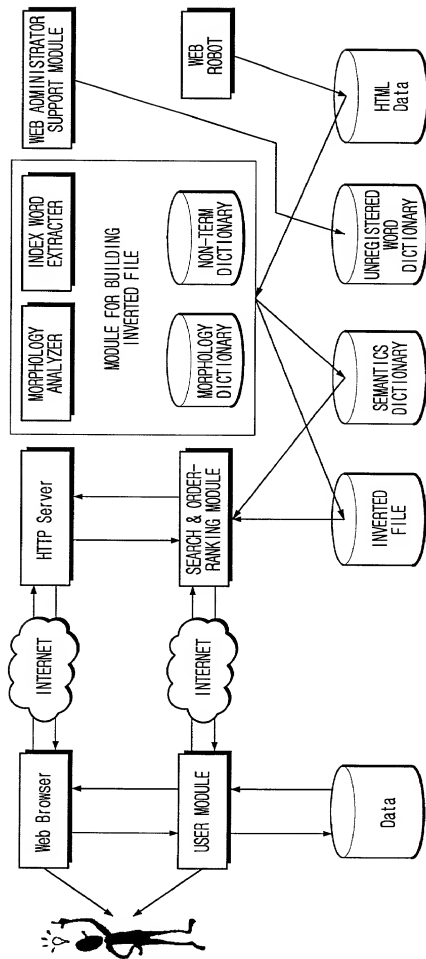 Web Browser
INTERNET
HTTP Server
MORPHOLOGY
ANALYZER
INDEX WORD
EXTRACTER
WEB ADMINISTRATOR
SUPPORT MODULE
MODULE FOR BUILDING
INVERTED FILE
USER MODULE
INTERNET
SEARCH & ORDER-
RANKING MODULE
MORPHOLOGY
DICTIONARY
NON-TERM
DICTIONARY
WEB
ROBOT
Data
INVERTED
FILE
SEMANTICS
DICTIONARY
UNREGISTERED
WORD DICTIONARY
HTML
Data